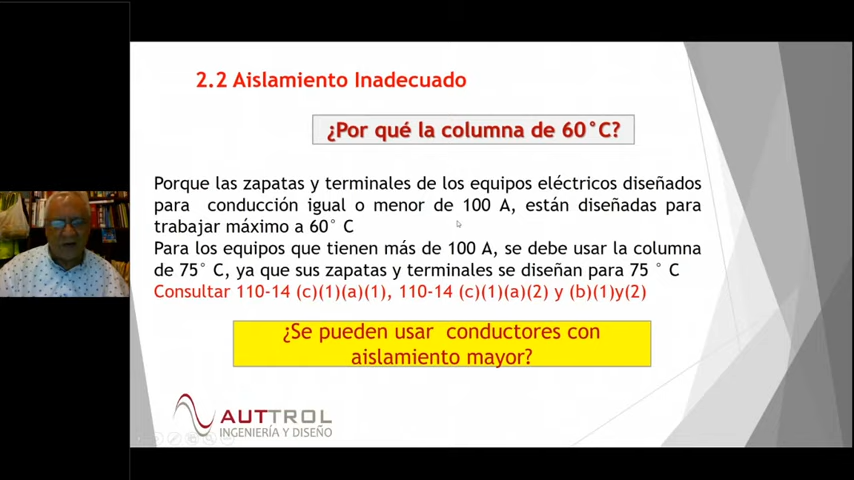 2.2 Aislamiento Inadecuado
¿Por qué la columna de 60°C?
Porque las zapatas y terminales de los equipos eléctricos diseñados
para conducción igual o menor de 100 A, están diseñadas para
trabajar máximo a 60° C
Para los equipos que tienen más de 100 A, se debe usar la columna
de 75° C, ya que sus zapatas y terminales se diseñan para 75 ° C
Consultar 110-14 (c)(1)(a)(1), 110-14 (c)(1)(a)(2) y (b)(1)y(2)
¿Se pueden usar conductores con
aislamiento mayor?
AUTTROL
INGENIERÍA Y DISEÑO